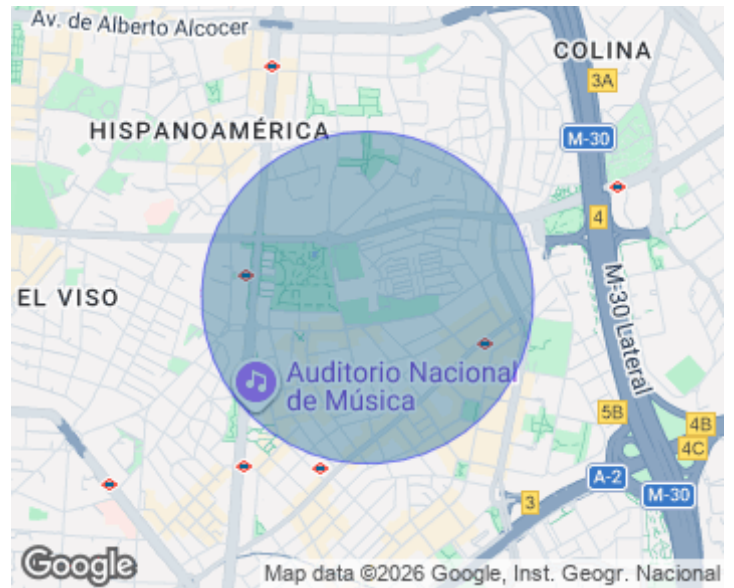 Av. de Alberto Alcocer
COLINA
3A
HISPANOAMÉRICA
M-30
4
EL VISO
M-30 Lateral
Auditorio Nacional
de Música
5B
4B
4C
A-2
M-30
3
Google
Map data ©2026 Google, Inst. Geogr. Nacional